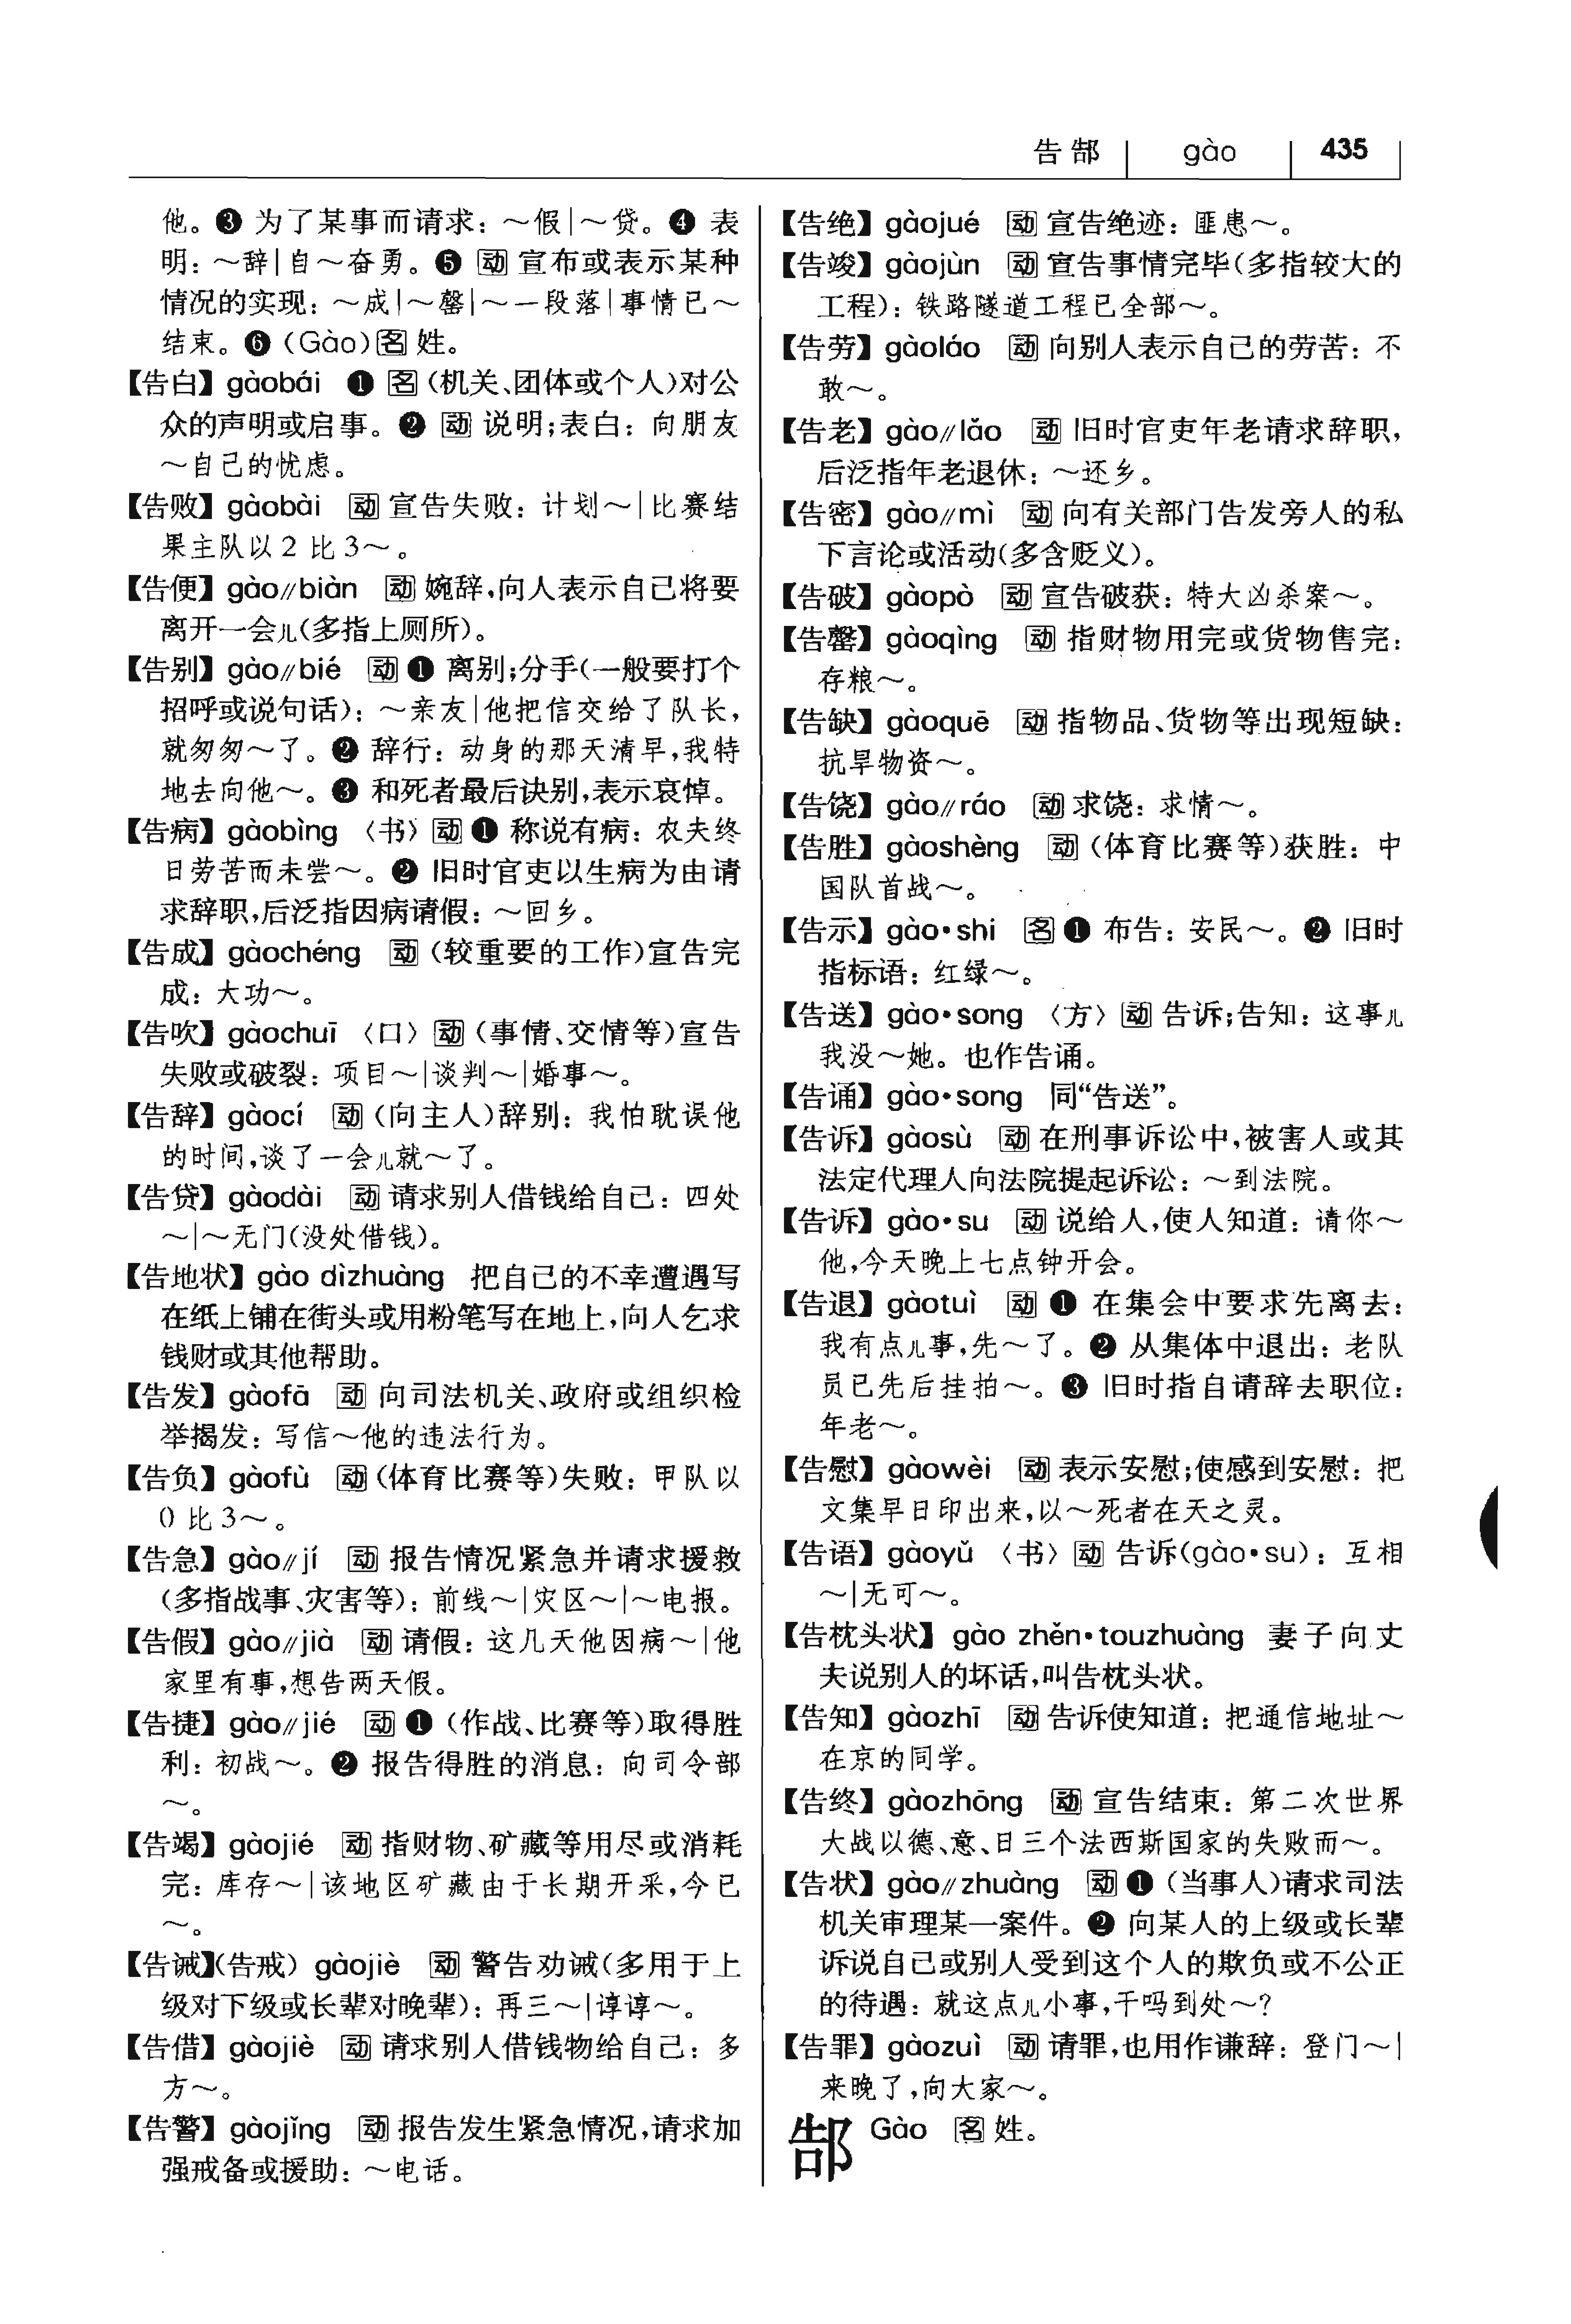 告 郜 gào 435
他。❸ 为了某事而请求：～假|～贷。❹ 表
明：～辞|自～奋勇。❺ 动 宣布或表示某种
情况的实现：～成|～罄|～一段落|事情已～
结束。❻（Gào）名 姓。
【告白】gàobái ❶ 名（机关、团体或个人）对公
众的声明或启事。❷ 动 说明；表白：向朋友
～自己的忧虑。
【告败】gàobài 动 宣告失败：计划～|比赛结
果主队以2比3～。
【告便】gào//biàn 动 婉辞，向人表示自己将要
离开一会儿（多指上厕所）。
【告别】gào//bié 动 ❶ 离别；分手（一般要打个
招呼或说句话）：～亲友|他把信交给了队长，
就匆匆～了。❷ 辞行：动身的那天清早，我特
地去向他～。❸ 和死者最后诀别，表示哀悼。
【告病】gàobìng〈书〉动 ❶ 称说有病：农夫终
日劳苦而未尝～。❷ 旧时官吏以生病为由请
求辞职，后泛指因病请假：～回乡。
【告成】gàochéng 动（较重要的工作）宣告完
成：大功～。
【告吹】gàochuī〈口〉动（事情、交情等）宣告
失败或破裂：项目～|谈判～|婚事～。
【告辞】gàocí 动（向主人）辞别：我怕耽误他
的时间，谈了一会儿就～了。
【告贷】gàodài 动 请求别人借钱给自己：四处
～|～无门（没处借钱）。
【告地状】gào dìzhuàng 把自己的不幸遭遇写
在纸上铺在街头或用粉笔写在地上，向人乞求
钱财或其他帮助。
【告发】gàofā 动 向司法机关、政府或组织检
举揭发：写信～他的违法行为。
【告负】gàofù 动（体育比赛等）失败：甲队以
0比3～。
【告急】gào//jí 动 报告情况紧急并请求援救
（多指战事、灾害等）：前线～|灾区～|～电报。
【告假】gào//jià 动 请假：这几天他因病～|他
家里有事，想告两天假。
【告捷】gào//jié 动 ❶（作战、比赛等）取得胜
利：初战～。❷ 报告得胜的消息：向司令部
～。
【告竭】gàojié 动 指财物、矿藏等用尽或消耗
完：库存～|该地区矿藏由于长期开采，今已
～。
【告诫】（告戒）gàojiè 动 警告劝诫（多用于上
级对下级或长辈对晚辈）：再三～|谆谆～。
【告借】gàojiè 动 请求别人借钱物给自己：多
方～。
【告警】gàojǐng 动 报告发生紧急情况，请求加
强戒备或援助：～电话。
【告绝】gàojué 动 宣告绝迹：匪患～。
【告竣】gàojùn 动 宣告事情完毕（多指较大的
工程）：铁路隧道工程已全部～。
【告劳】gàoláo 动 向别人表示自己的劳苦：不
敢～。
【告老】gào//lǎo 动 旧时官吏年老请求辞职，
后泛指年老退休：～还乡。
【告密】gào//mì 动 向有关部门告发旁人的私
下言论或活动（多含贬义）。
【告破】gàopò 动 宣告破获：特大凶杀案～。
【告罄】gàoqìng 动 指财物用完或货物售完：
存粮～。
【告缺】gàoquē 动 指物品、货物等出现短缺：
抗旱物资～。
【告饶】gào//ráo 动 求饶：求情～。
【告胜】gàoshèng 动（体育比赛等）获胜：中
国队首战～。
【告示】gào•shi 名 ❶ 布告：安民～。❷ 旧时
指标语：红绿～。
【告送】gào•song〈方〉动 告诉；告知：这事儿
我没～她。也作告诵。
【告诵】gào•song 同“告送”。
【告诉】gàosù 动 在刑事诉讼中，被害人或其
法定代理人向法院提起诉讼：～到法院。
【告诉】gào•su 动 说给人，使人知道：请你～
他，今天晚上七点钟开会。
【告退】gàotuì 动 ❶ 在集会中要求先离去：
我有点儿事，先～了。❷ 从集体中退出：老队
员已先后挂拍～。❸ 旧时指自请辞去职位：
年老～。
【告慰】gàowèi 动 表示安慰；使感到安慰：把
文集早日印出来，以～死者在天之灵。
【告语】gàoyǔ〈书〉动 告诉（gào•su）：互相
～|无可～。
【告枕头状】gào zhěn•touzhuàng 妻子向丈
夫说别人的坏话，叫告枕头状。
【告知】gàozhī 动 告诉使知道：把通信地址～
在京的同学。
【告终】gàozhōng 动 宣告结束：第二次世界
大战以德、意、日三个法西斯国家的失败而～。
【告状】gào//zhuàng 动 ❶（当事人）请求司法
机关审理某一案件。❷ 向某人的上级或长辈
诉说自己或别人受到这个人的欺负或不公正
的待遇：就这点儿小事，干吗到处～？
【告罪】gàozuì 动 请罪，也用作谦辞：登门～|
来晚了，向大家～。
郜 Gào 名 姓。